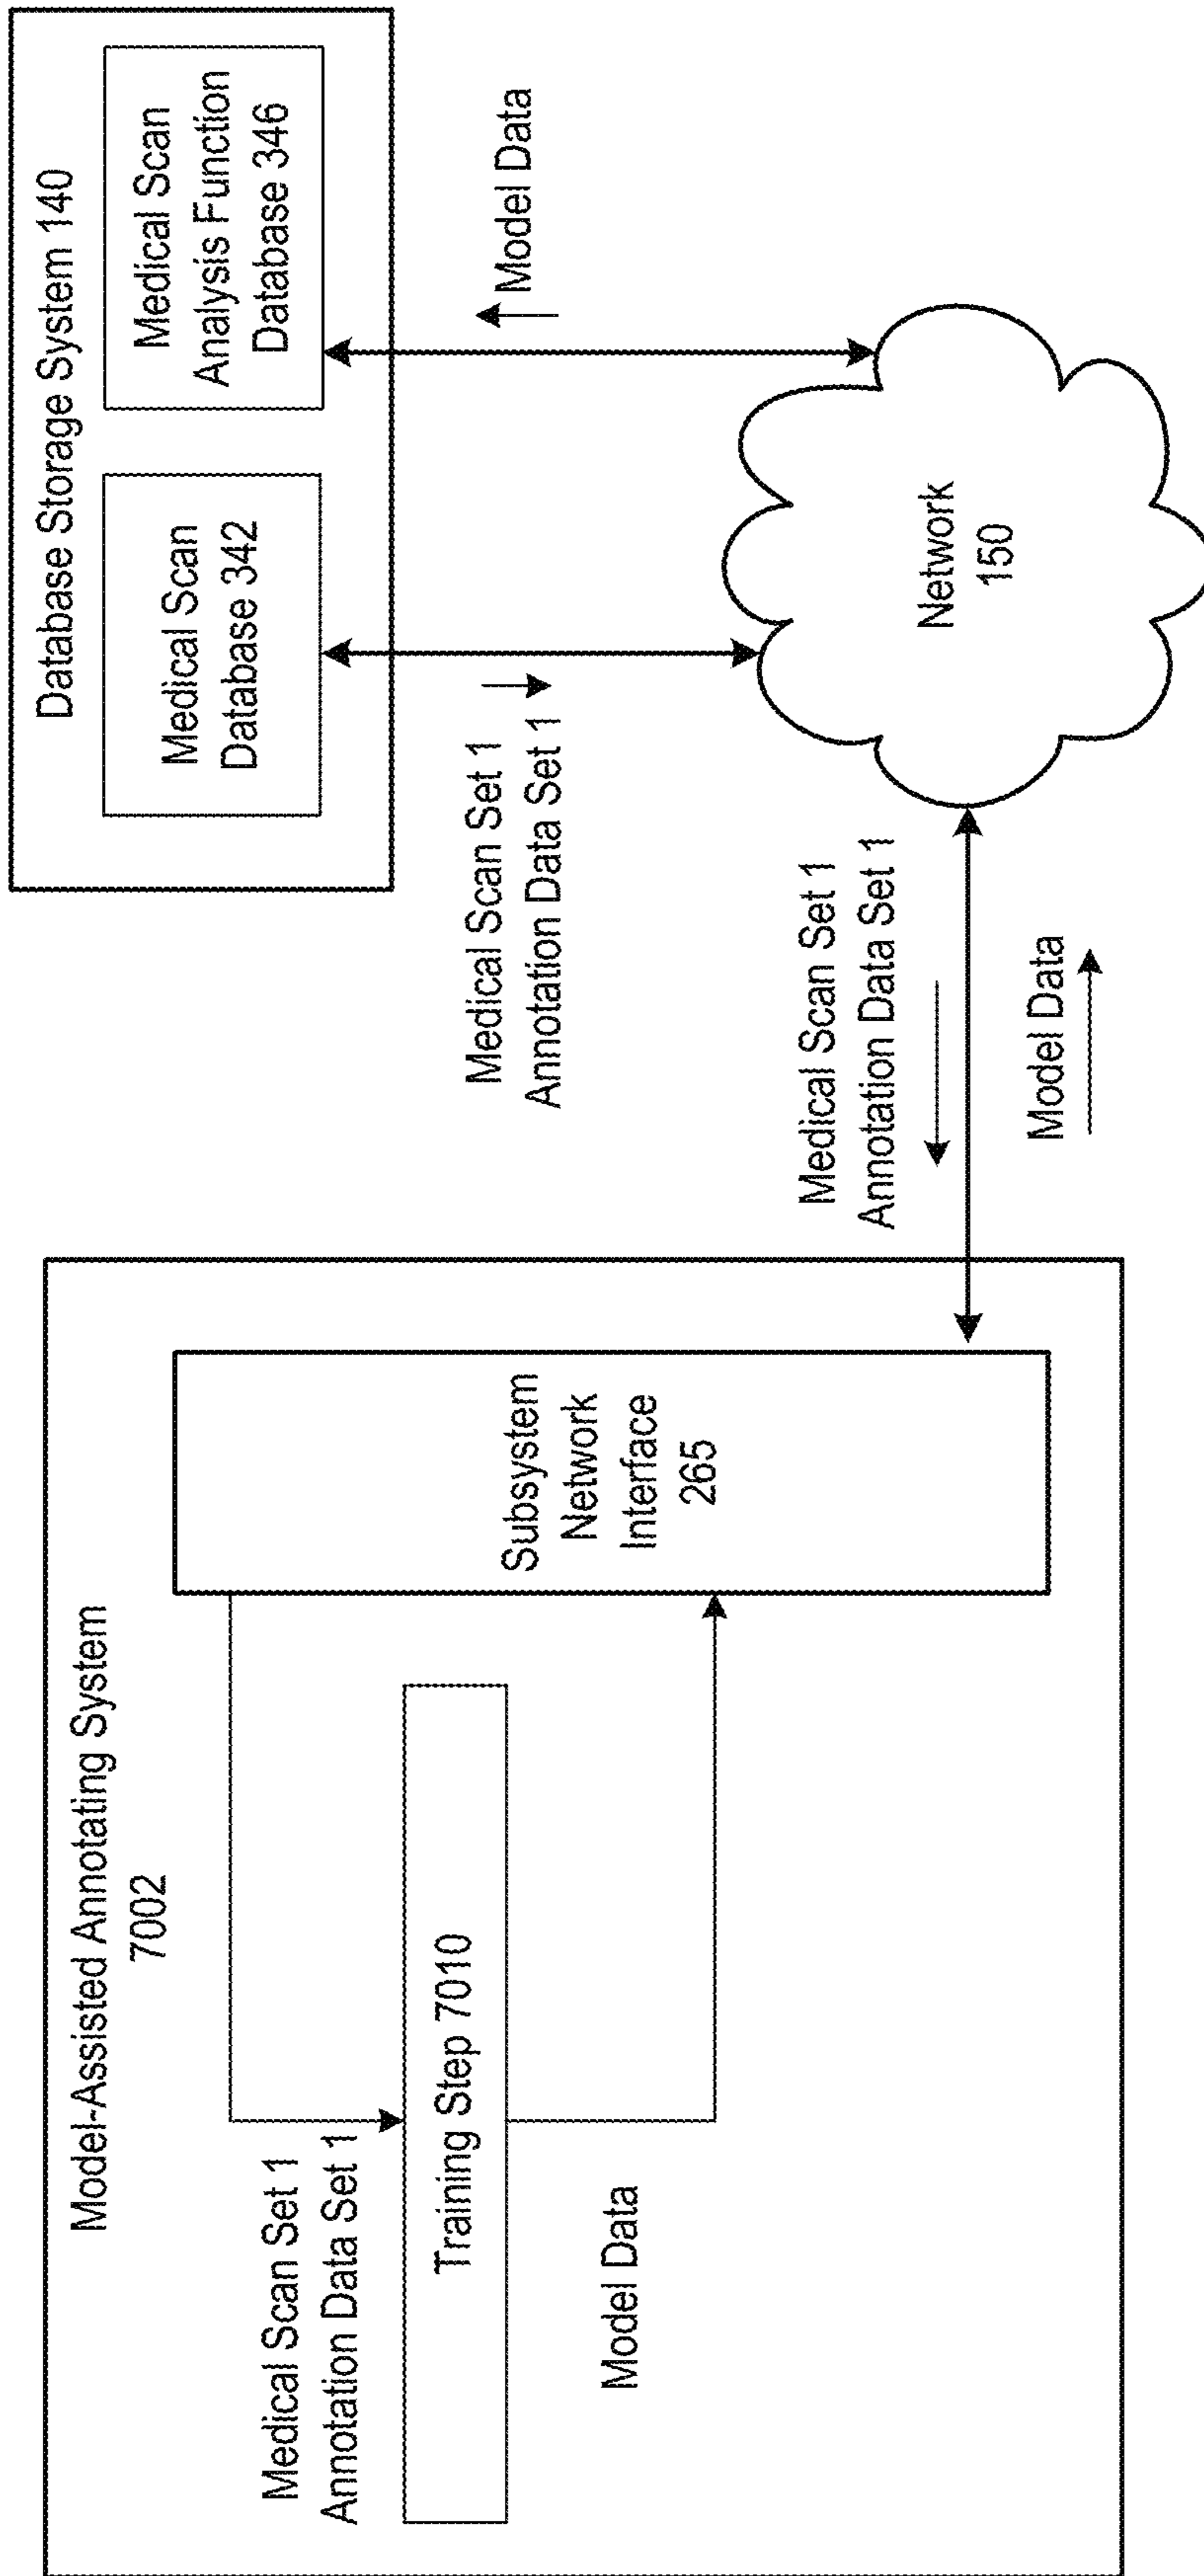 Model-Assisted Annotating System
7002
Medical Scan Set 1
Annotation Data Set 1
Training Step 7010
Model Data
Subsystem
Network
Interface
265
Medical Scan Set 1
Annotation Data Set 1
Model Data
Database Storage System 140
Medical Scan
Database 342
Medical Scan
Analysis Function
Database 346
Medical Scan Set 1
Annotation Data Set 1
Model Data
Network
150